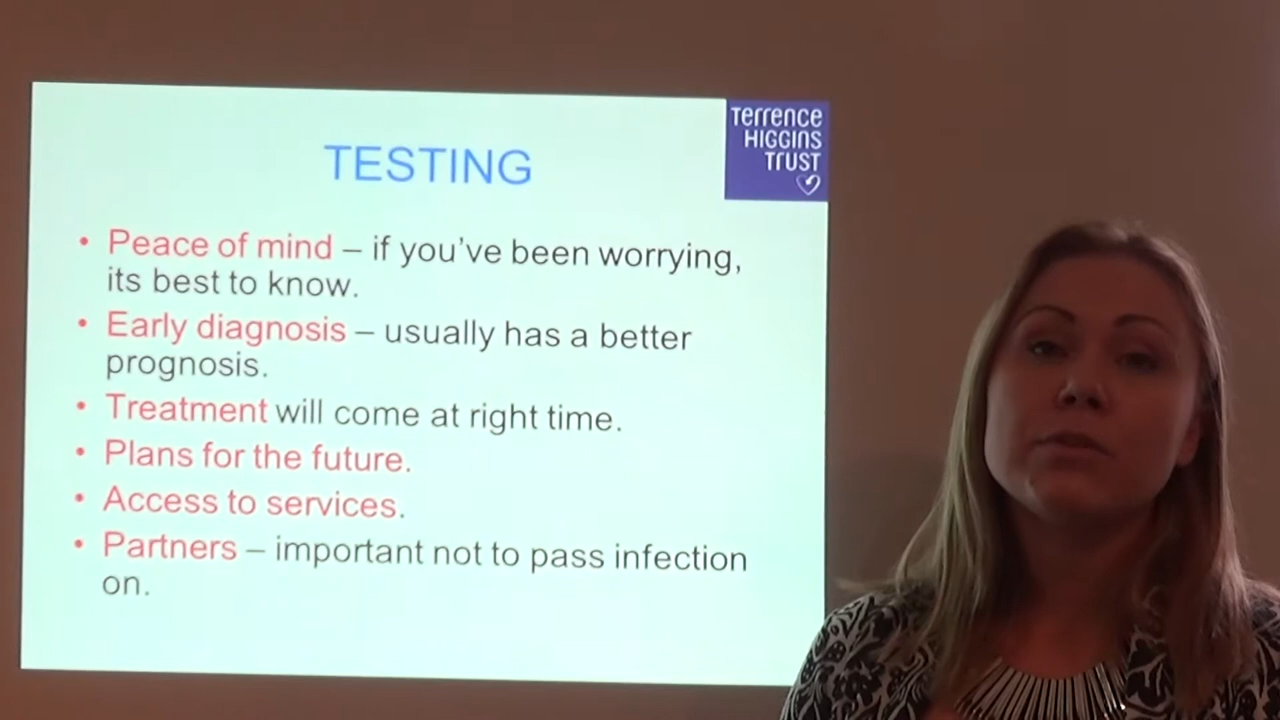 Terrence
HIGGINS
TRUST
TESTING
• Peace of mind – if you've been worrying,
its best to know.
• Early diagnosis – usually has a better
prognosis.
• Treatment will come at right time.
• Plans for the future.
• Access to services.
• Partners – important not to pass infection
on.